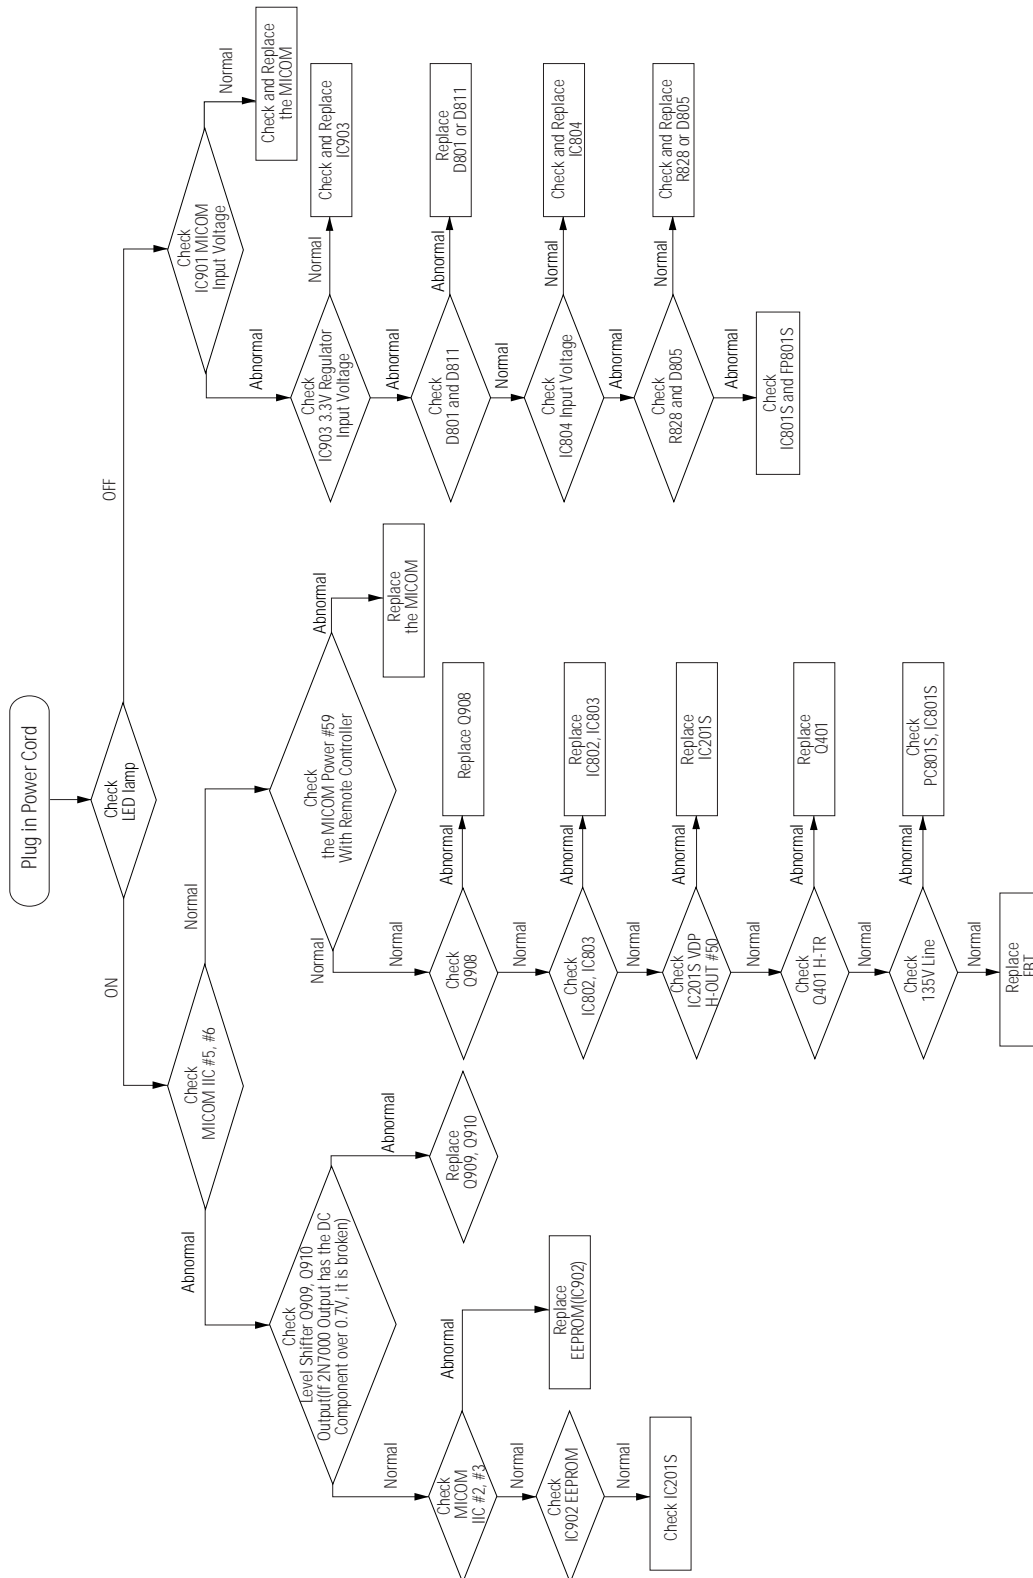 Plug in Power Cord
Check
LED lamp
ON
OFF
Check
MICOM IIC #5, #6
Abnormal
Normal
Check
Level Shifter Q909, Q910
Output(If 2N7000 Output has the DC
Component over 0.7V, it is broken)
Normal
Abnormal
Replace
Q909, Q910
Check
MICOM
IIC #2, #3
Abnormal
Replace
EEPROM(IC902)
Normal
Check
IC902 EEPROM
Normal
Check IC201S
Check
the MICOM Power #59
With Remote Controller
Normal
Abnormal
Replace
the MICOM
Normal
Check
Q908
Abnormal
Replace Q908
Normal
Check
IC802, IC803
Abnormal
Replace
IC802, IC803
Normal
Check
IC201S VDP
H-OUT #50
Abnormal
Replace
IC201S
Normal
Check
Q401 H-TR
Abnormal
Replace
Q401
Normal
Check
135V Line
Abnormal
Check
PC801S, IC801S
Normal
Replace
FBT
Check
IC901 MICOM
Input Voltage
Normal
Check and Replace
the MICOM
Abnormal
Check
IC903 3.3V Regulator
Input Voltage
Normal
Check and Replace
IC903
Abnormal
Check
D801 and D811
Abnormal
Replace
D801 or D811
Normal
Check
IC804 Input Voltage
Normal
Check and Replace
IC804
Abnormal
Check
R828 and D805
Normal
Check and Replace
R828 or D805
Abnormal
Check
IC801S and FP801S